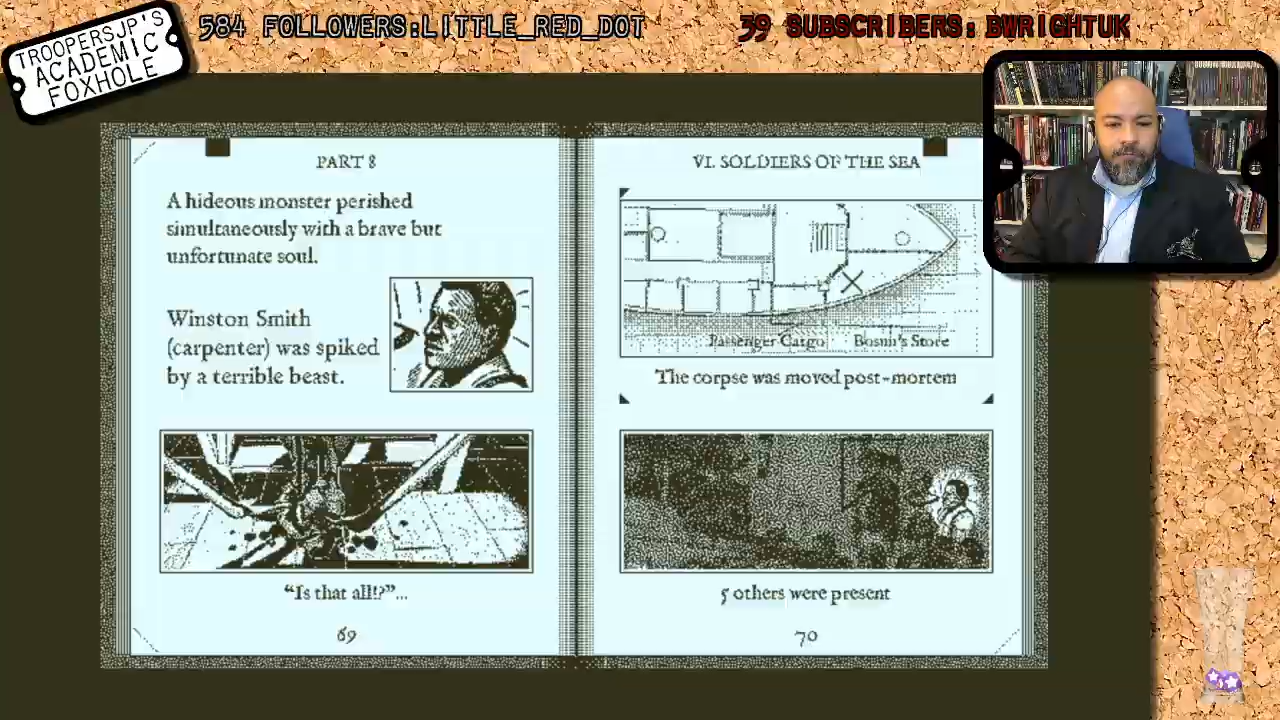 TROOPERSJP'S
ACADEMIC
FOXHOLE
584 FOLLOWERS:LITTLE_RED_DOT
39 SUBSCRIBERS: BWRIGHTUK
PART 8
A hideous monster perished
simultaneously with a brave but
unfortunate soul.
Winston Smith
(carpenter) was spiked
by a terrible beast.
"Is that all!?"...
69
VI. SOLDIERS OF THE SEA
Passenger Cargo
Bosun's Store
The corpse was moved post-mortem
5 others were present
70